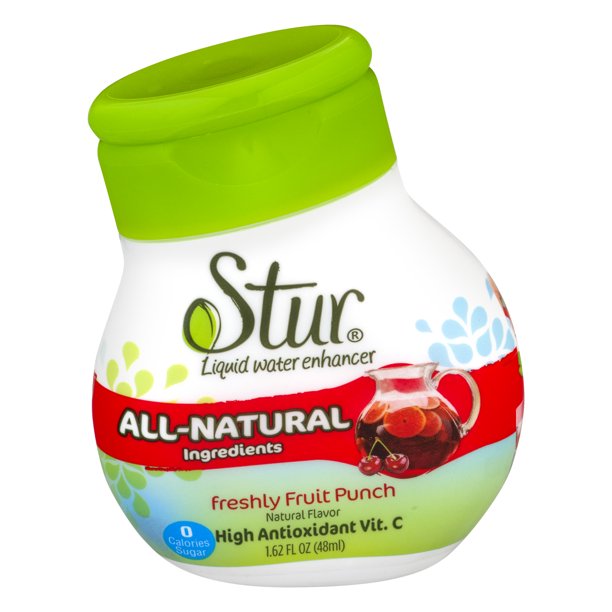 Stur®
Liquid water enhancer
ALL-NATURAL
Ingredients
freshly Fruit Punch
Natural Flavor
High Antioxidant Vit. C
1.62 FL OZ (48ml)
0
Calories
Sugar